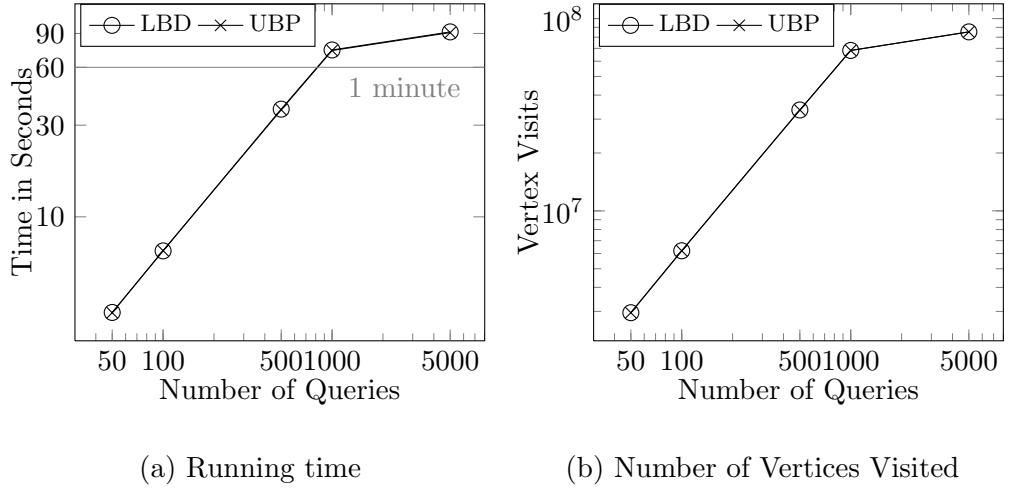 LBD UBP
90
60
30
10
1 minute
Time in Seconds
50 100 500 1000 5000
Number of Queries
(a) Running time
LBD UBP
10^8
10^7
Vertex Visits
50 100 500 1000 5000
Number of Queries
(b) Number of Vertices Visited